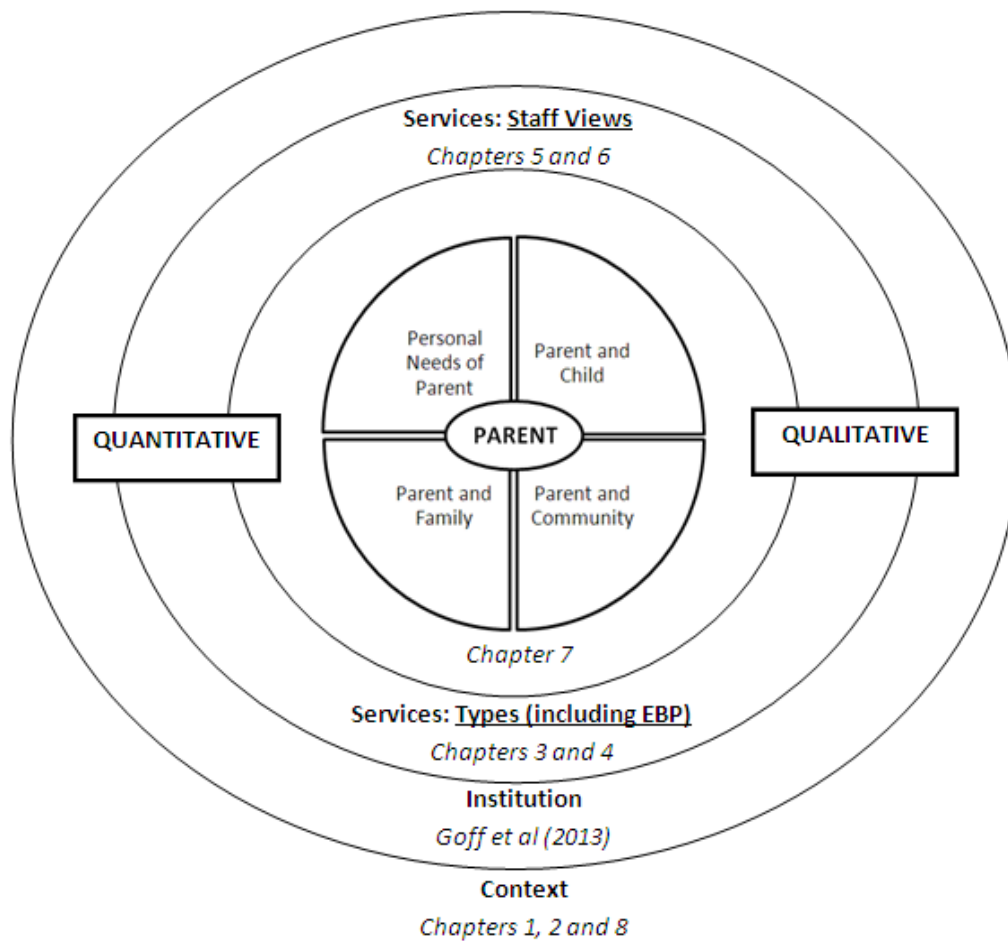 Services: Staff Views
Chapters 5 and 6
Personal
Needs of
Parent
Parent and
Child
QUANTITATIVE
PARENT
QUALITATIVE
Parent and
Family
Parent and
Community
Chapter 7
Services: Types (including EBP)
Chapters 3 and 4
Institution
Goff et al (2013)
Context
Chapters 1, 2 and 8